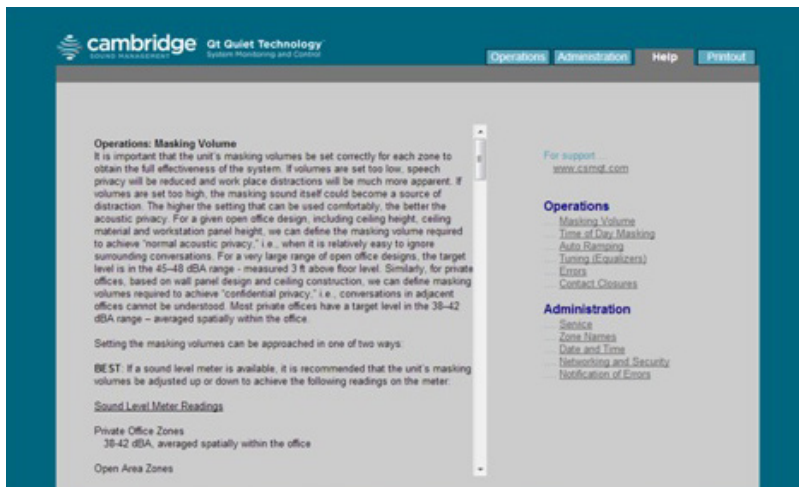 cambridge
SOUND MANAGEMENT
Qt Quiet Technology
System Monitoring and Control
Operations
Administration
Help
Printout
Operations: Masking Volume
It is important that the unit's masking volumes be set correctly for each zone to
obtain the full effectiveness of the system. If volumes are set too low, speech
privacy will be reduced and work place distractions will be much more apparent. If
volumes are set too high, the masking sound itself could become a source of
distraction. The higher the setting that can be used comfortably, the better the
acoustic privacy. For a given open office design, including ceiling height, ceiling
material and workstation panel height, we can define the masking volume required
to achieve "normal acoustic privacy," i.e., when it is relatively easy to ignore
surrounding conversations. For a very large range of open office designs, the target
level is in the 45–48 dBA range - measured 3 ft above floor level. Similarly, for private
offices, based on wall panel design and ceiling construction, we can define masking
volumes required to achieve "confidential privacy," i.e., conversations in adjacent
offices cannot be understood. Most private offices have a target level in the 38–42
dBA range – averaged spatially within the office.
Setting the masking volumes can be approached in one of two ways:
BEST: If a sound level meter is available, it is recommended that the unit's masking
volumes be adjusted up or down to achieve the following readings on the meter:
Sound Level Meter Readings
Private Office Zones
38-42 dBA, averaged spatially within the office
Open Area Zones
For support ...
www.csmqt.com
Operations
... Masking Volume
... Time of Day Masking
... Auto Ramping
... Tuning (Equalizers)
... Errors
... Contact Closures
Administration
... Service
... Zone Names
... Date and Time
... Networking and Security
... Notification of Errors